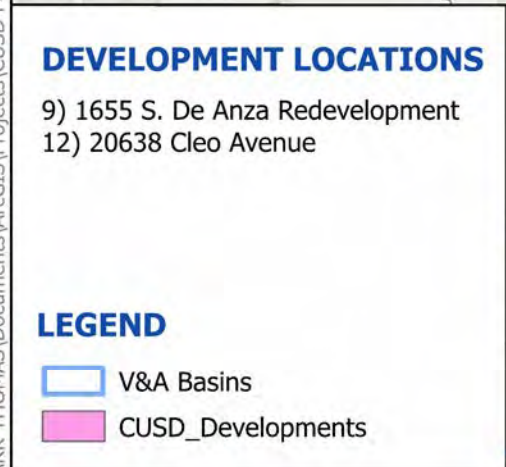 DEVELOPMENT LOCATIONS
9) 1655 S. De Anza Redevelopment
12) 20638 Cleo Avenue
LEGEND
V&A Basins
CUSD_Developments